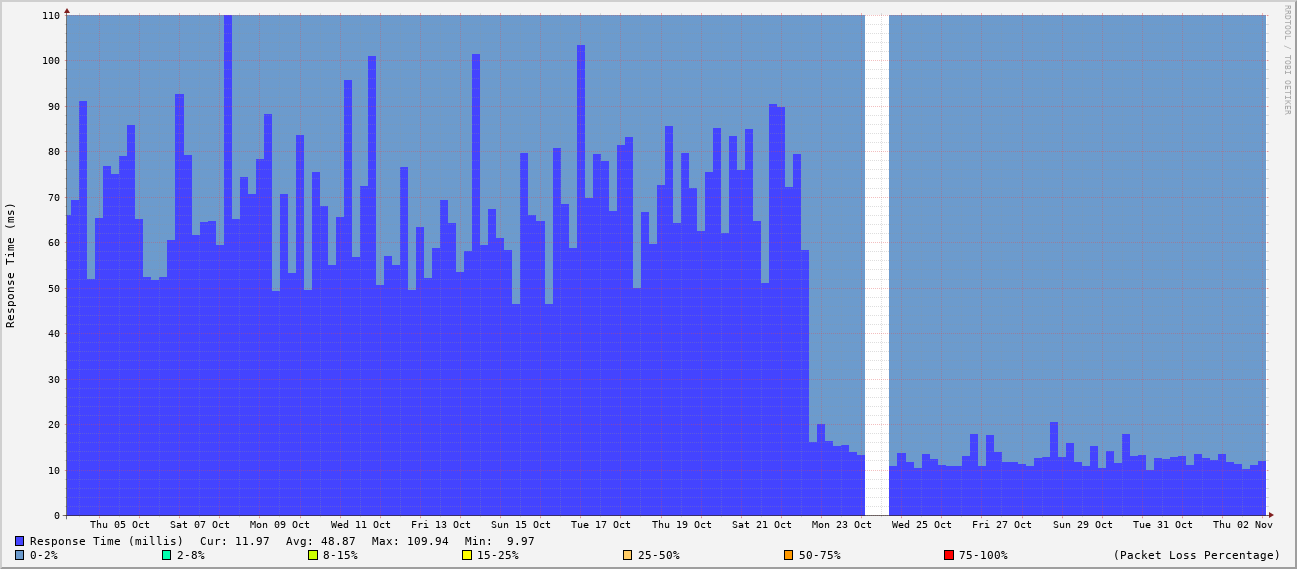 110
100
90
80
70
60
50
40
30
20
10
0
Response Time (ms)
RRDTOOL / TOBI OETIKER
Thu 05 Oct Sat 07 Oct Mon 09 Oct Wed 11 Oct Fri 13 Oct Sun 15 Oct Tue 17 Oct Thu 19 Oct Sat 21 Oct Mon 23 Oct Wed 25 Oct Fri 27 Oct Sun 29 Oct Tue 31 Oct Thu 02 Nov
Response Time (millis) Cur: 11.97 Avg: 48.87 Max: 109.94 Min: 9.97
0-2% 2-8% 8-15% 15-25% 25-50% 50-75% 75-100% (Packet Loss Percentage)